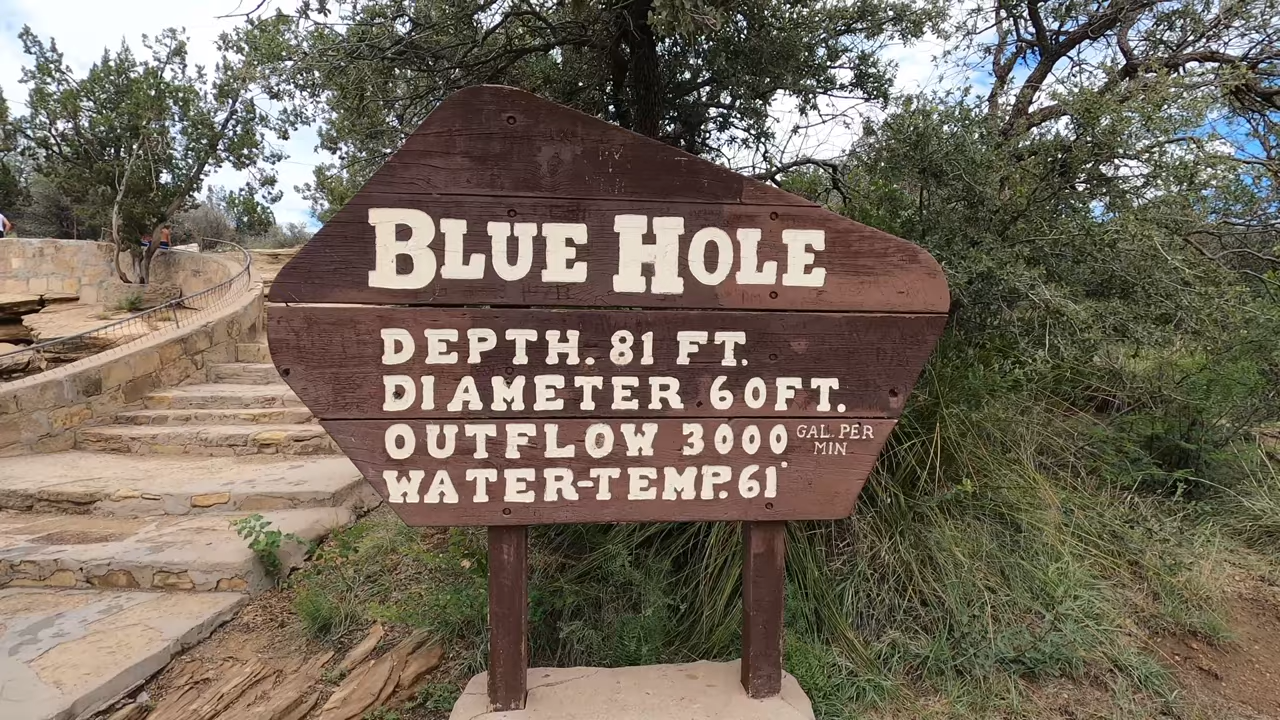 BLUE HOLE
DEPTH. 81 FT.
DIAMETER 60FT.
OUTFLOW 3000 GAL. PER MIN
WATER-TEMP. 61°